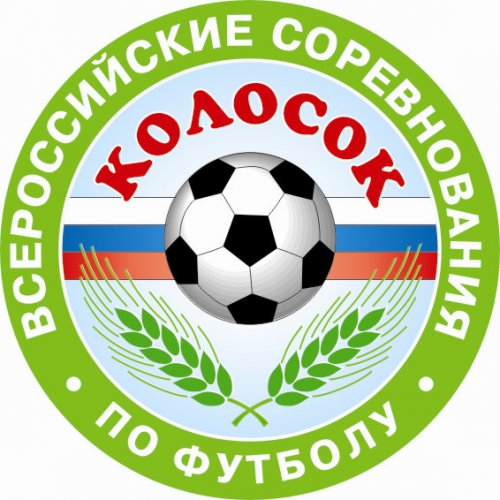 ВСЕРОССИЙСКИЕ СОРЕВНОВАНИЯ
КОЛОСОК
• ПО ФУТБОЛУ •